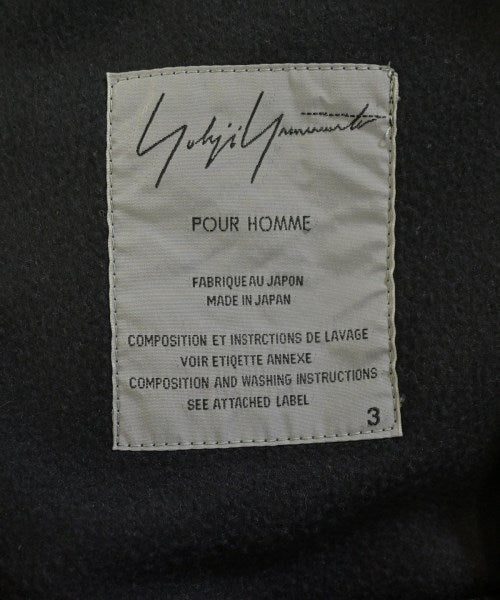 Yohji Yamamoto
POUR HOMME
FABRIQUE AU JAPON
MADE IN JAPAN
COMPOSITION ET INSTRCTIONS DE LAVAGE
VOIR ETIQETTE ANNEXE
COMPOSITION AND WASHING INSTRUCTIONS
SEE ATTACHED LABEL
3